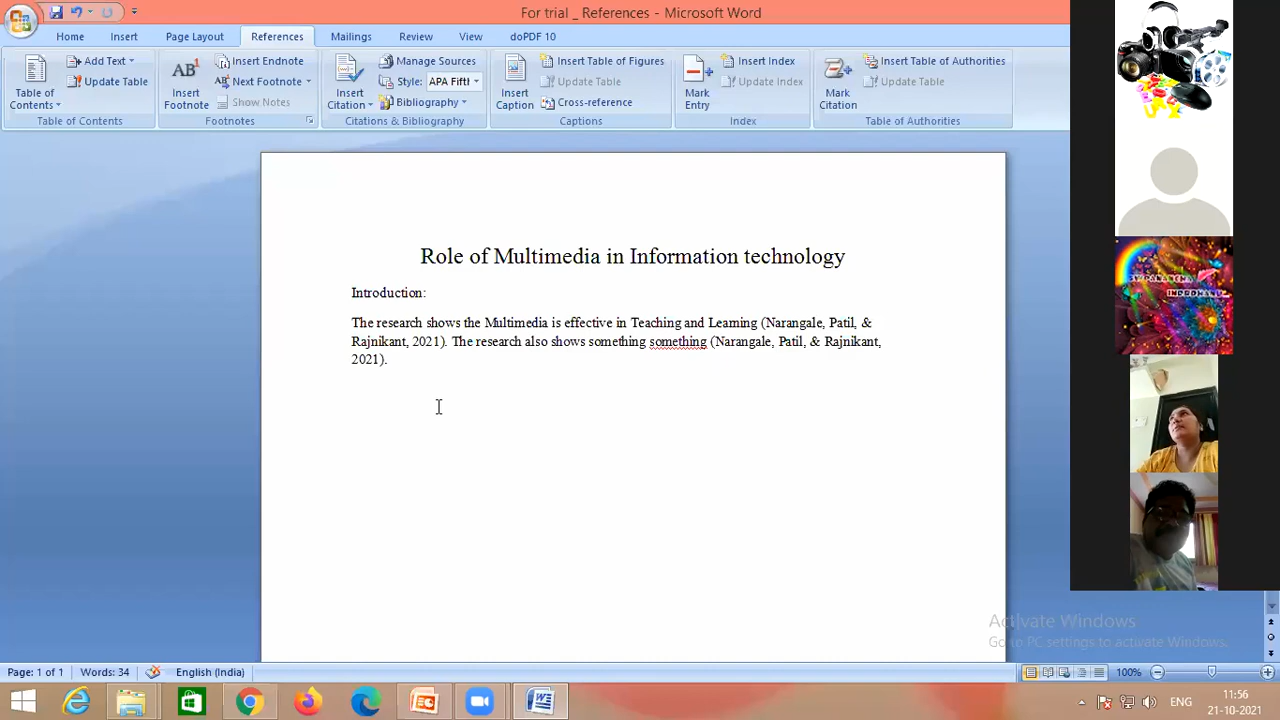 For trial _ References - Microsoft Word
Home Insert Page Layout References Mailings Review View doPDF 10
Table of Contents
Add Text
Update Table
Table of Contents
AB1 Insert Footnote
Insert Endnote
Next Footnote
Show Notes
Footnotes
Insert Citation
Manage Sourc
Style: APA Fifth
Bibliography
Citations & Bibliography
Insert Caption
Insert Table of Figures
Update Table
Cross-reference
Captions
Mark Entry
Insert Index
Update Index
Index
Mark Citation
Insert Table of Authorities
Update Table
Table of Authorities
Role of Multimedia in Information technology
Introduction:
The research shows the Multimedia is effective in Teaching and Learning (Narangale, Patil, &
Rajnikant, 2021). The research also shows something something (Narangale, Patil, & Rajnikant,
2021).
Activate Windows
Go to PC settings to activate Windows.
Page: 1 of 1 Words: 34 English (India) 100%
ENG
11:56
21-10-2021